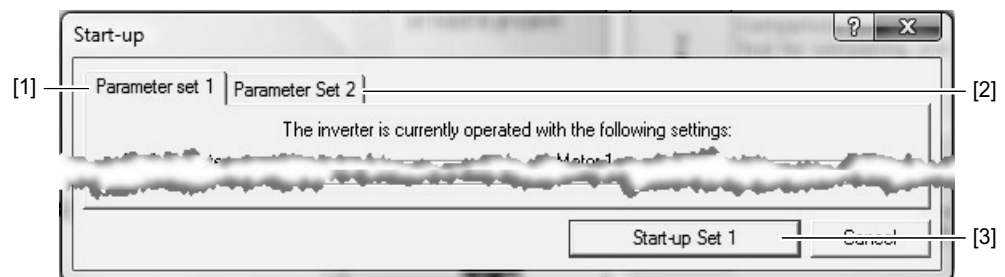 Start-up
[1]
Parameter set 1
Parameter Set 2
[2]
The inverter is currently operated with the following settings:
Motor 1
Start-up Set 1
Cancel
[3]